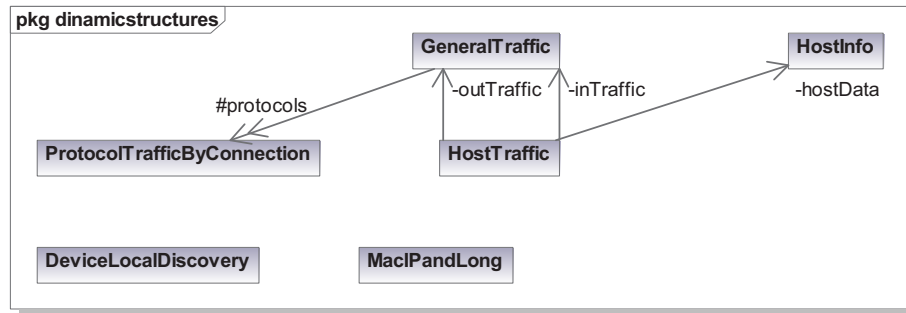 pkg dinamicstructures
GeneralTraffic
HostInfo
-outTraffic
-inTraffic
-hostData
#protocols
ProtocolTrafficByConnection
HostTraffic
DeviceLocalDiscovery
MacIPandLong